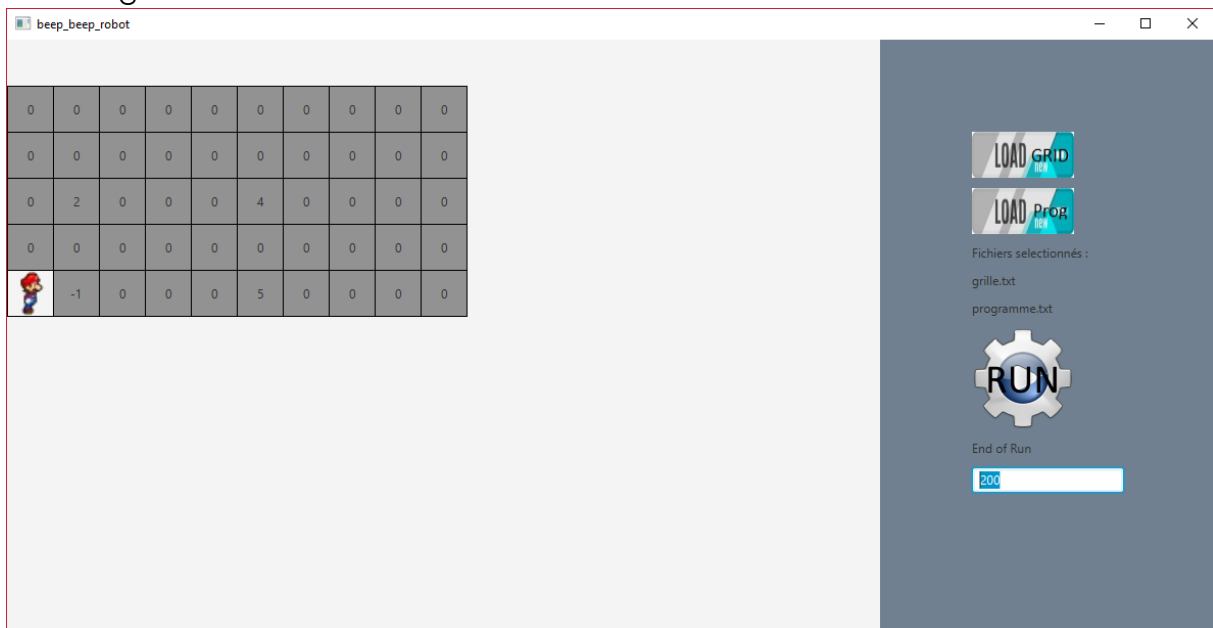 beep_beep_robot
0 0 0 0 0 0 0 0 0 0
0 0 0 0 0 0 0 0 0 0
0 2 0 0 0 4 0 0 0 0
0 0 0 0 0 0 0 0 0 0
-1 0 0 0 5 0 0 0 0
LOAD GRID
new
LOAD Prog
new
Fichiers selectionnés :
grille.txt
programme.txt
RUN
End of Run
200